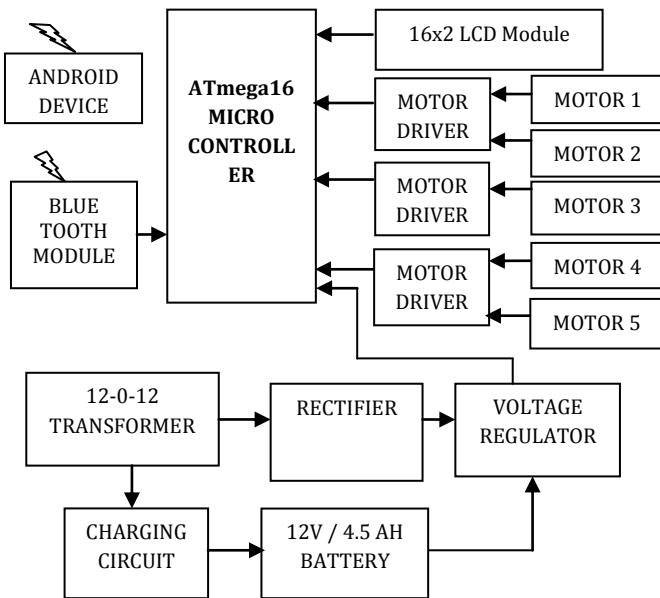 16x2 LCD Module
ANDROID
DEVICE
ATmega16
MICRO
CONTROLL
ER
MOTOR
DRIVER
MOTOR 1
MOTOR 2
BLUE
TOOTH
MODULE
MOTOR
DRIVER
MOTOR 3
MOTOR
DRIVER
MOTOR 4
MOTOR 5
12-0-12
TRANSFORMER
RECTIFIER
VOLTAGE
REGULATOR
CHARGING
CIRCUIT
12V / 4.5 AH
BATTERY